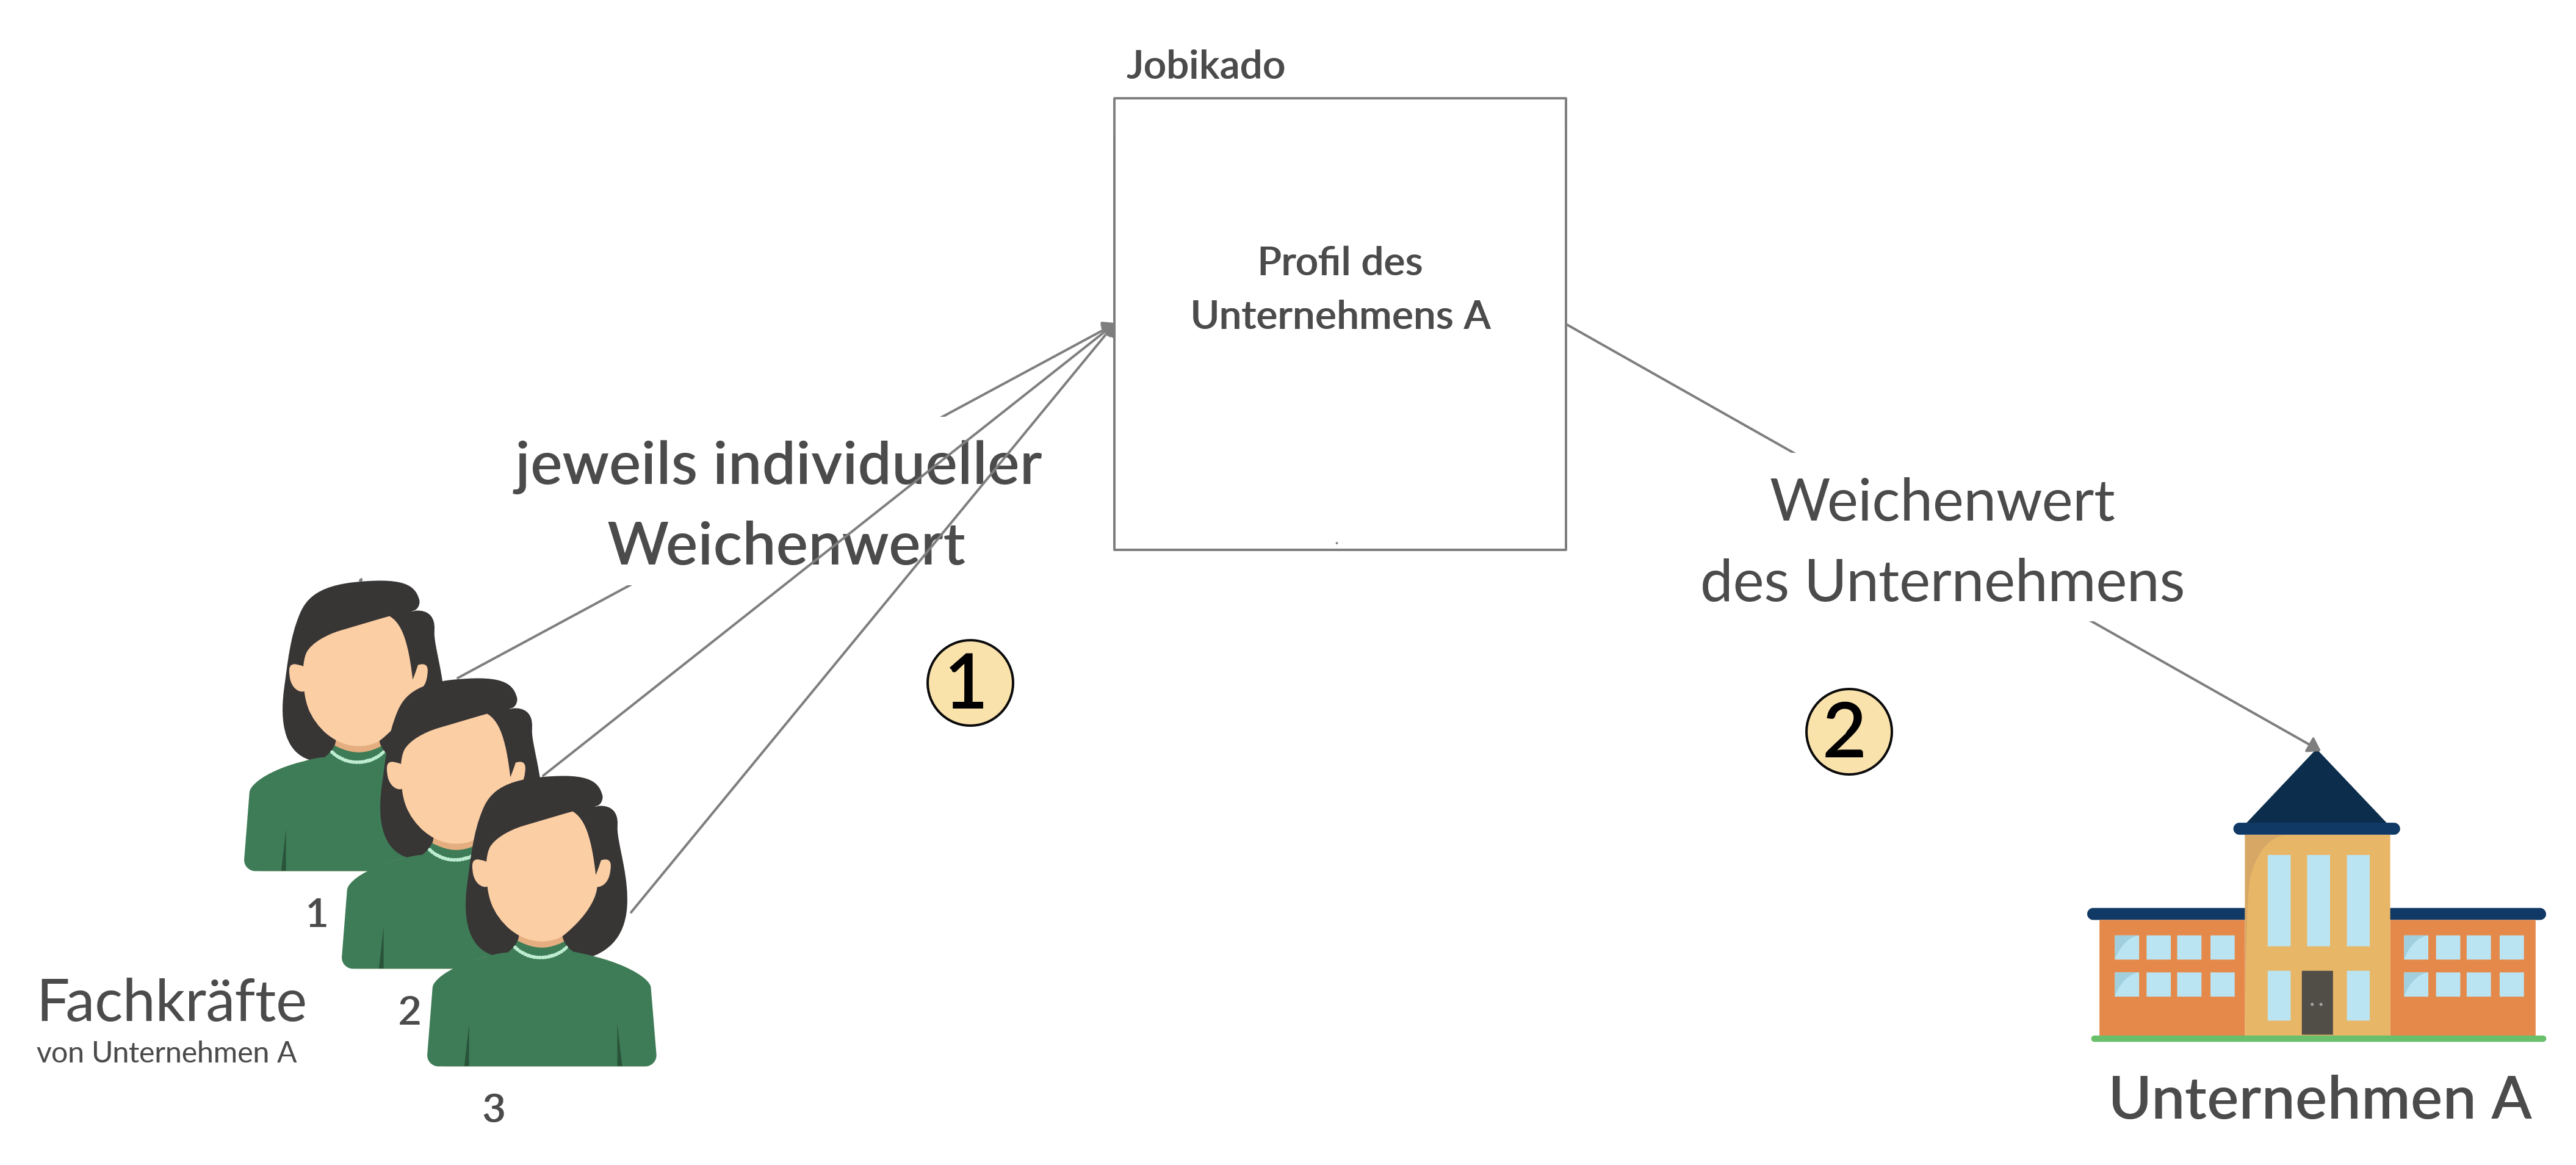 Jobikado
Profil des
Unternehmens A
jeweils individueller
Weichenwert
Weichenwert
des Unternehmens
1
2
1
Fachkräfte
2
von Unternehmen A
3
Unternehmen A